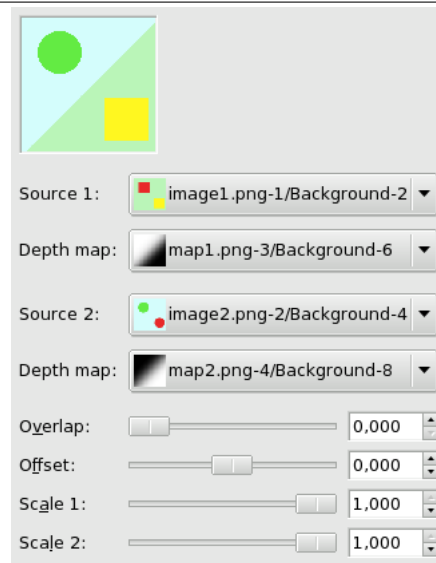 Source 1: image1.png-1/Background-2
Depth map: map1.png-3/Background-6
Source 2: image2.png-2/Background-4
Depth map: map2.png-4/Background-8
Overlap: 0,000
Offset: 0,000
Scale 1: 1,000
Scale 2: 1,000